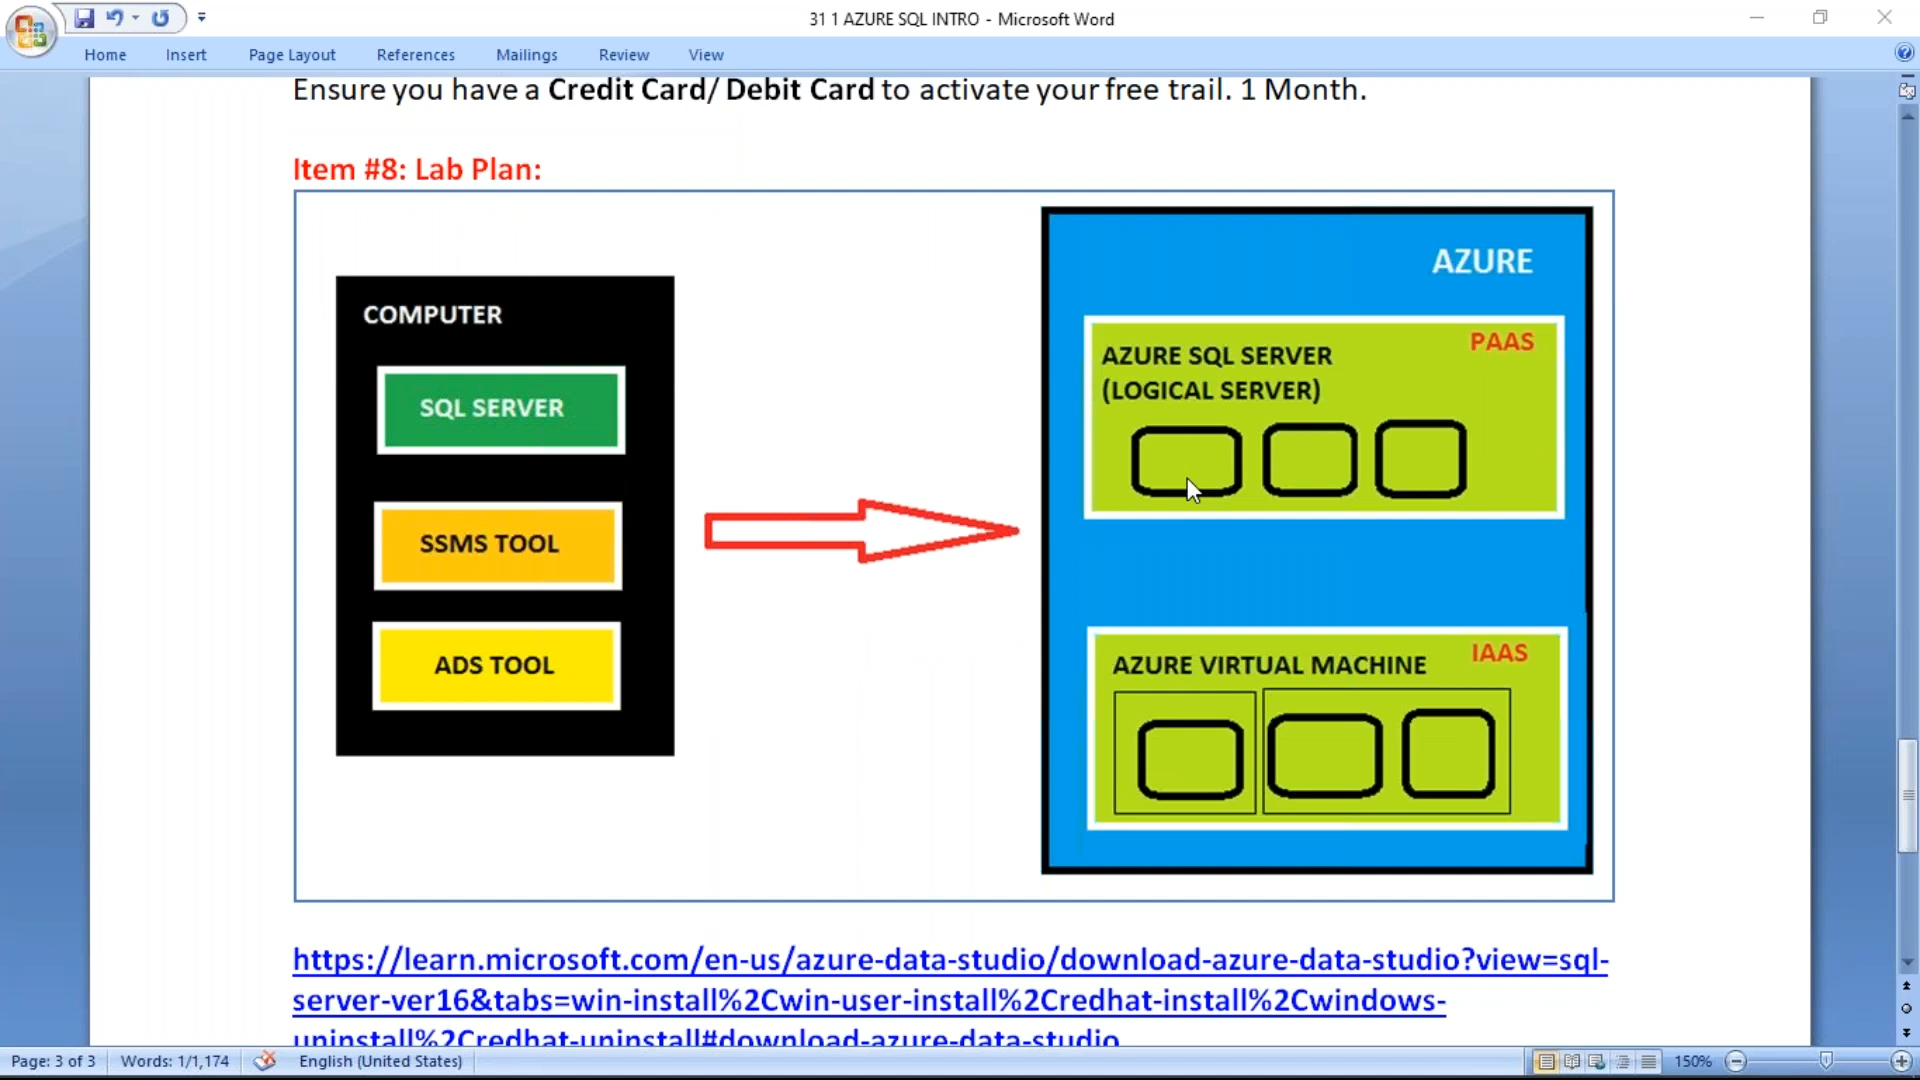 31 1 AZURE SQL INTRO - Microsoft Word
Home Insert Page Layout References Mailings Review View
Ensure you have a Credit Card/ Debit Card to activate your free trail. 1 Month.
Item #8: Lab Plan:
COMPUTER
SQL SERVER
SSMS TOOL
ADS TOOL
AZURE
PAAS
AZURE SQL SERVER
(LOGICAL SERVER)
IAAS
AZURE VIRTUAL MACHINE
https://learn.microsoft.com/en-us/azure-data-studio/download-azure-data-studio?view=sql-
server-ver16&tabs=win-install%2Cwin-user-install%2Credhat-install%2Cwindows-
uninstall%2Credhat-uninstall#download-azure-data-studio
Page: 3 of 3 Words: 1/1,174 English (United States) 150%